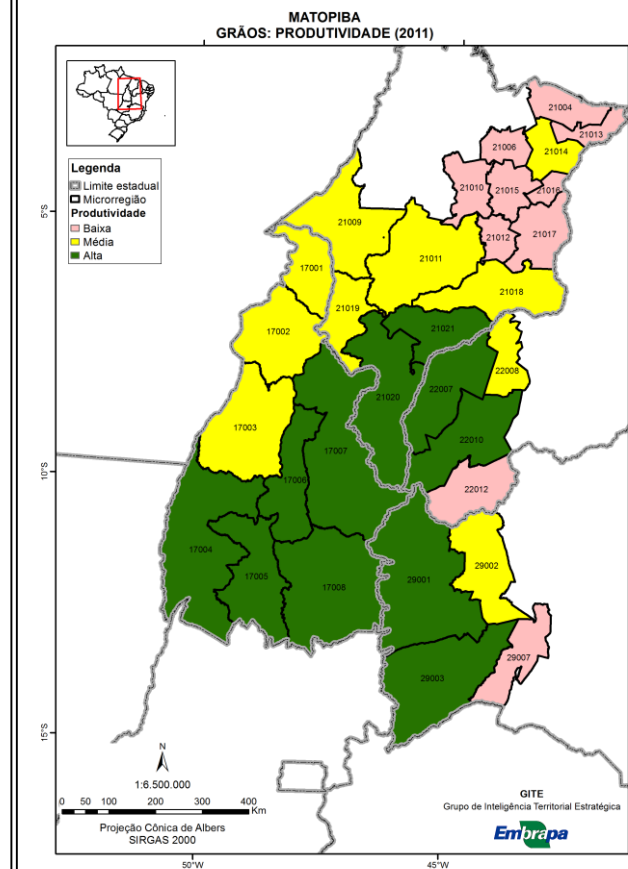 MATOPIBA
GRÃOS: PRODUTIVIDADE (2011)
Legenda
Limite estadual
Microrregião
Produtividade
Baixa
Média
Alta
5°S
10°S
15°S
21004
21013
21006
21014
21010
21015
21016
21012
21017
21009
21011
17001
21018
21019
17002
21021
22008
21020
22007
17003
17007
22010
17006
22012
17004
17005
17008
29001
29002
29007
29003
N
1:6.500.000
0 50 100 200 300 400
Km
Projeção Cônica de Albers
SIRGAS 2000
GITE
Grupo de Inteligência Territorial Estratégica
Embrapa
50°W
45°W